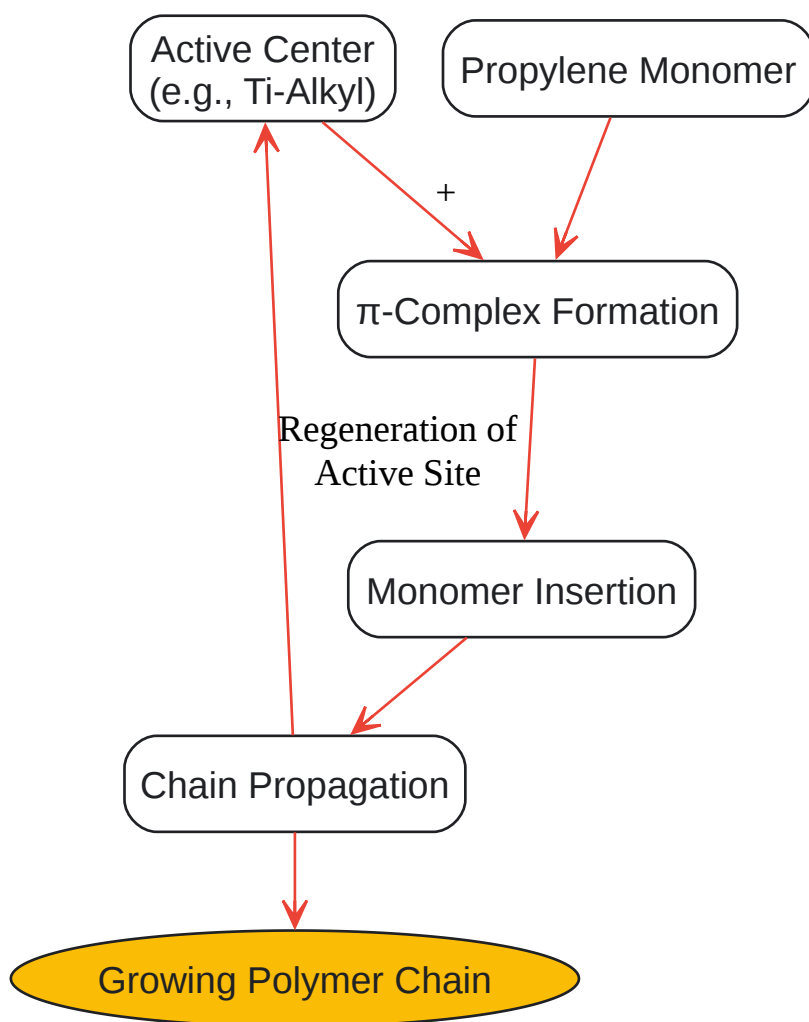 Active Center
(e.g., Ti-Alkyl)
Propylene Monomer
+
π-Complex Formation
Regeneration of
Active Site
Monomer Insertion
Chain Propagation
Growing Polymer Chain